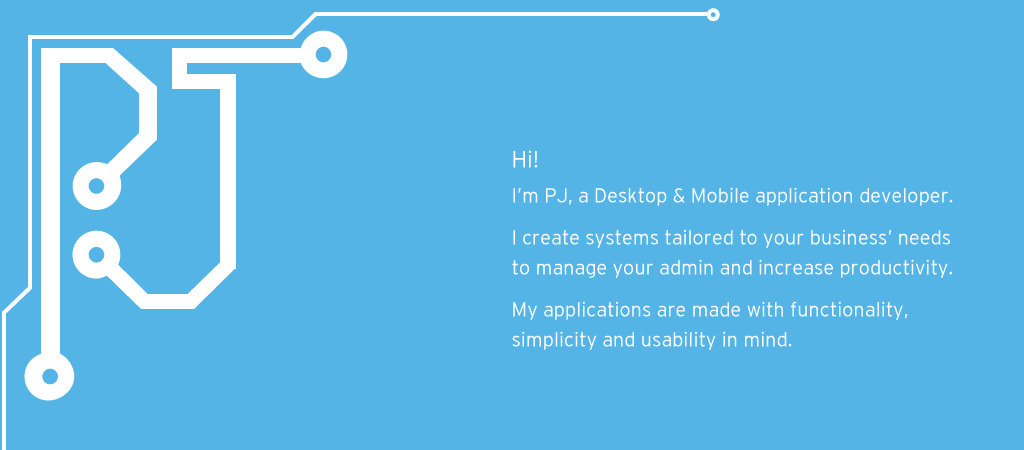 PJ
Hi!
I'm PJ, a Desktop & Mobile application developer.
I create systems tailored to your business' needs
to manage your admin and increase productivity.
My applications are made with functionality,
simplicity and usability in mind.